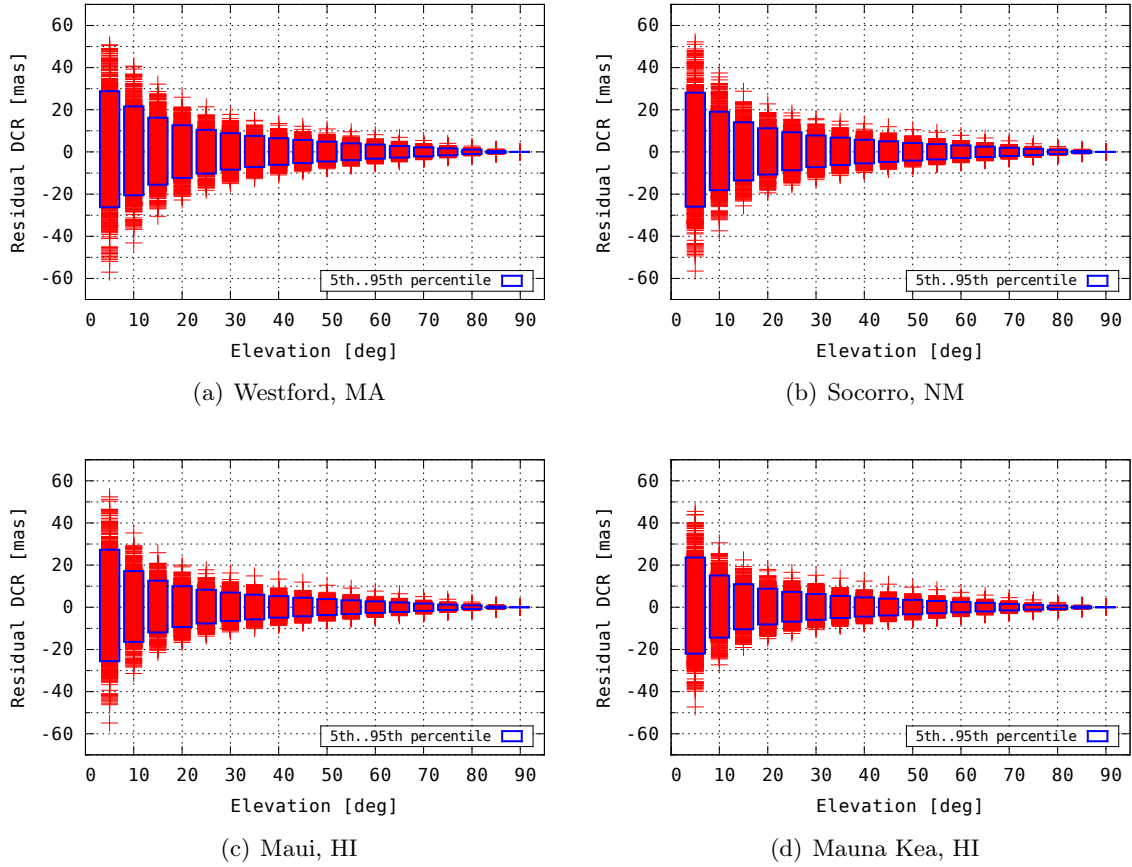 60
40
20
0
-20
-40
-60
Residual DCR [mas]
5th..95th percentile
0 10 20 30 40 50 60 70 80 90
Elevation [deg]
(a) Westford, MA
60
40
20
0
-20
-40
-60
Residual DCR [mas]
5th..95th percentile
0 10 20 30 40 50 60 70 80 90
Elevation [deg]
(b) Socorro, NM
60
40
20
0
-20
-40
-60
Residual DCR [mas]
5th..95th percentile
0 10 20 30 40 50 60 70 80 90
Elevation [deg]
(c) Maui, HI
60
40
20
0
-20
-40
-60
Residual DCR [mas]
5th..95th percentile
0 10 20 30 40 50 60 70 80 90
Elevation [deg]
(d) Mauna Kea, HI